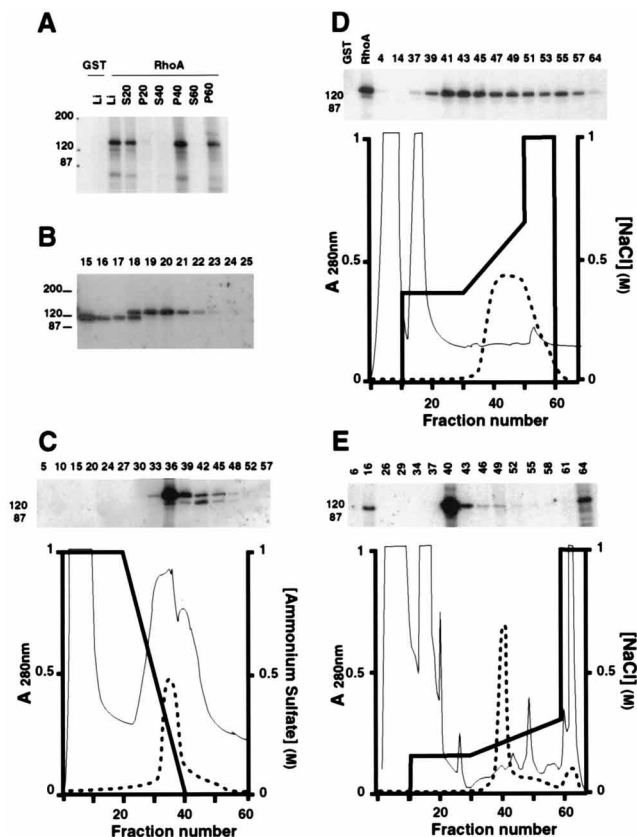 A
GST RhoA
Li Li S20 P20 S40 P40 S60 P60
200
120
87
B
15 16 17 18 19 20 21 22 23 24 25
200
120
87
C
5 10 15 20 24 27 30 33 36 39 42 45 48 52 57
120
87
1
0.5
0
A 280nm
1
0.5
0
[Ammonium Sulfate] (M)
20 40 60
Fraction number
D
GST RhoA 4 14 37 39 41 43 45 47 49 51 53 55 57 64
120
87
1
0.5
0
A 280nm
1
0.5
0
[NaCl] (M)
20 40 60
Fraction number
E
6 16 26 29 34 37 40 43 46 49 52 55 58 61 64
120
87
1
0.5
0
A 280nm
1
0.5
0
[NaCl] (M)
20 40 60
Fraction number